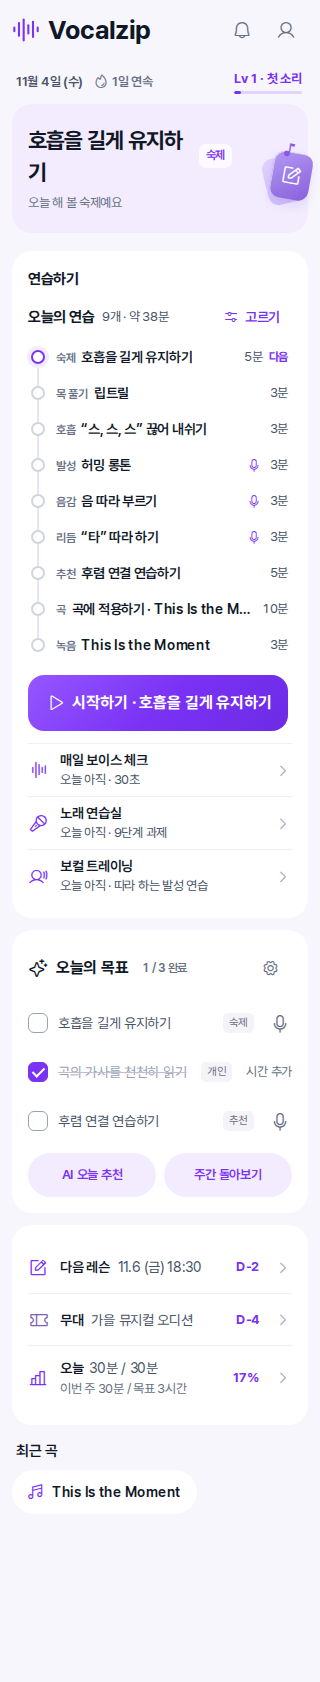 Vocalzip
11월 4일 (수) 1일 연속 Lv 1 · 첫 소리
호흡을 길게 유지하
기
숙제
오늘 해 볼 숙제예요
연습하기
오늘의 연습 9개 · 약 38분 고르기
숙제 호흡을 길게 유지하기 5분 다음
목 풀기 립트릴 3분
호흡 “스, 스, 스” 끊어 내쉬기 3분
발성 허밍 롱톤 3분
음감 음 따라 부르기 3분
리듬 “타” 따라 하기 3분
추천 후렴 연결 연습하기 5분
곡 곡에 적용하기 · This Is the M... 10분
녹음 This Is the Moment 3분
시작하기 · 호흡을 길게 유지하기
매일 보이스 체크
오늘 아직 · 30초
노래 연습실
오늘 아직 · 9단계 과제
보컬 트레이닝
오늘 아직 · 따라 하는 발성 연습
오늘의 목표 1 / 3 완료
호흡을 길게 유지하기 숙제
곡의 가사를 천천히 읽기 개인 시간 추가
후렴 연결 연습하기 추천
AI 오늘 추천 주간 돌아보기
다음 레슨 11.6 (금) 18:30 D-2
무대 가을 뮤지컬 오디션 D-4
오늘 30분 / 30분 17%
이번 주 30분 / 목표 3시간
최근 곡
This Is the Moment